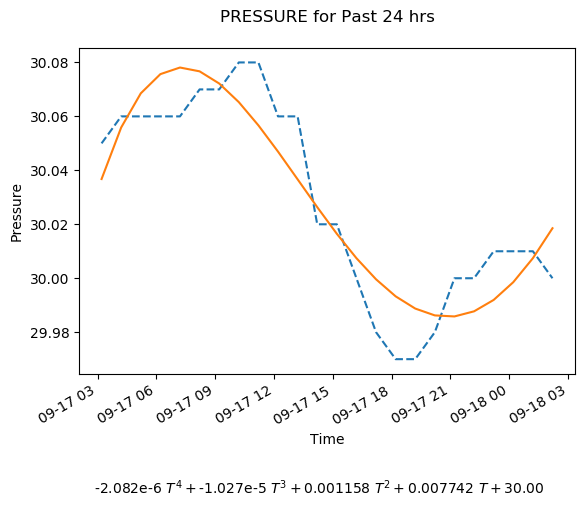 PRESSURE for Past 24 hrs
30.08
30.06
30.04
30.02
30.00
29.98
Pressure
09-17 03 09-17 06 09-17 09 09-17 12 09-17 15 09-17 18 09-17 21 09-18 00 09-18 03
Time
-2.082e-6 T⁴ + -1.027e-5 T³ + 0.001158 T² + 0.007742 T + 30.00